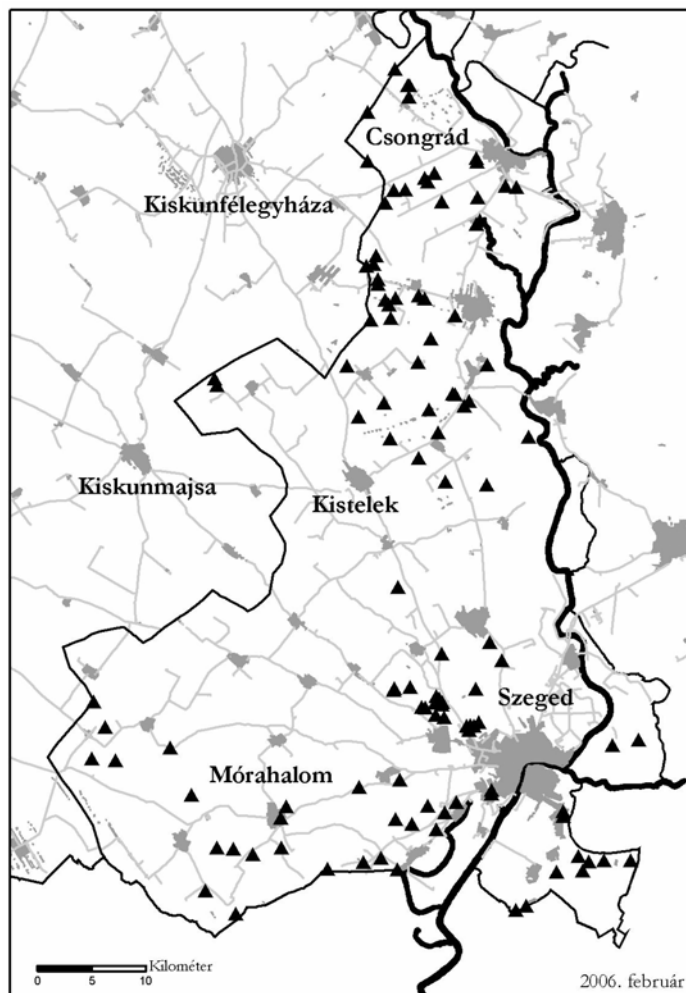 Csongrád
Kiskunfélegyháza
Kiskunmajsa
Kistelek
Szeged
Mórahalom
Kilométer
0 5 10
2006. február